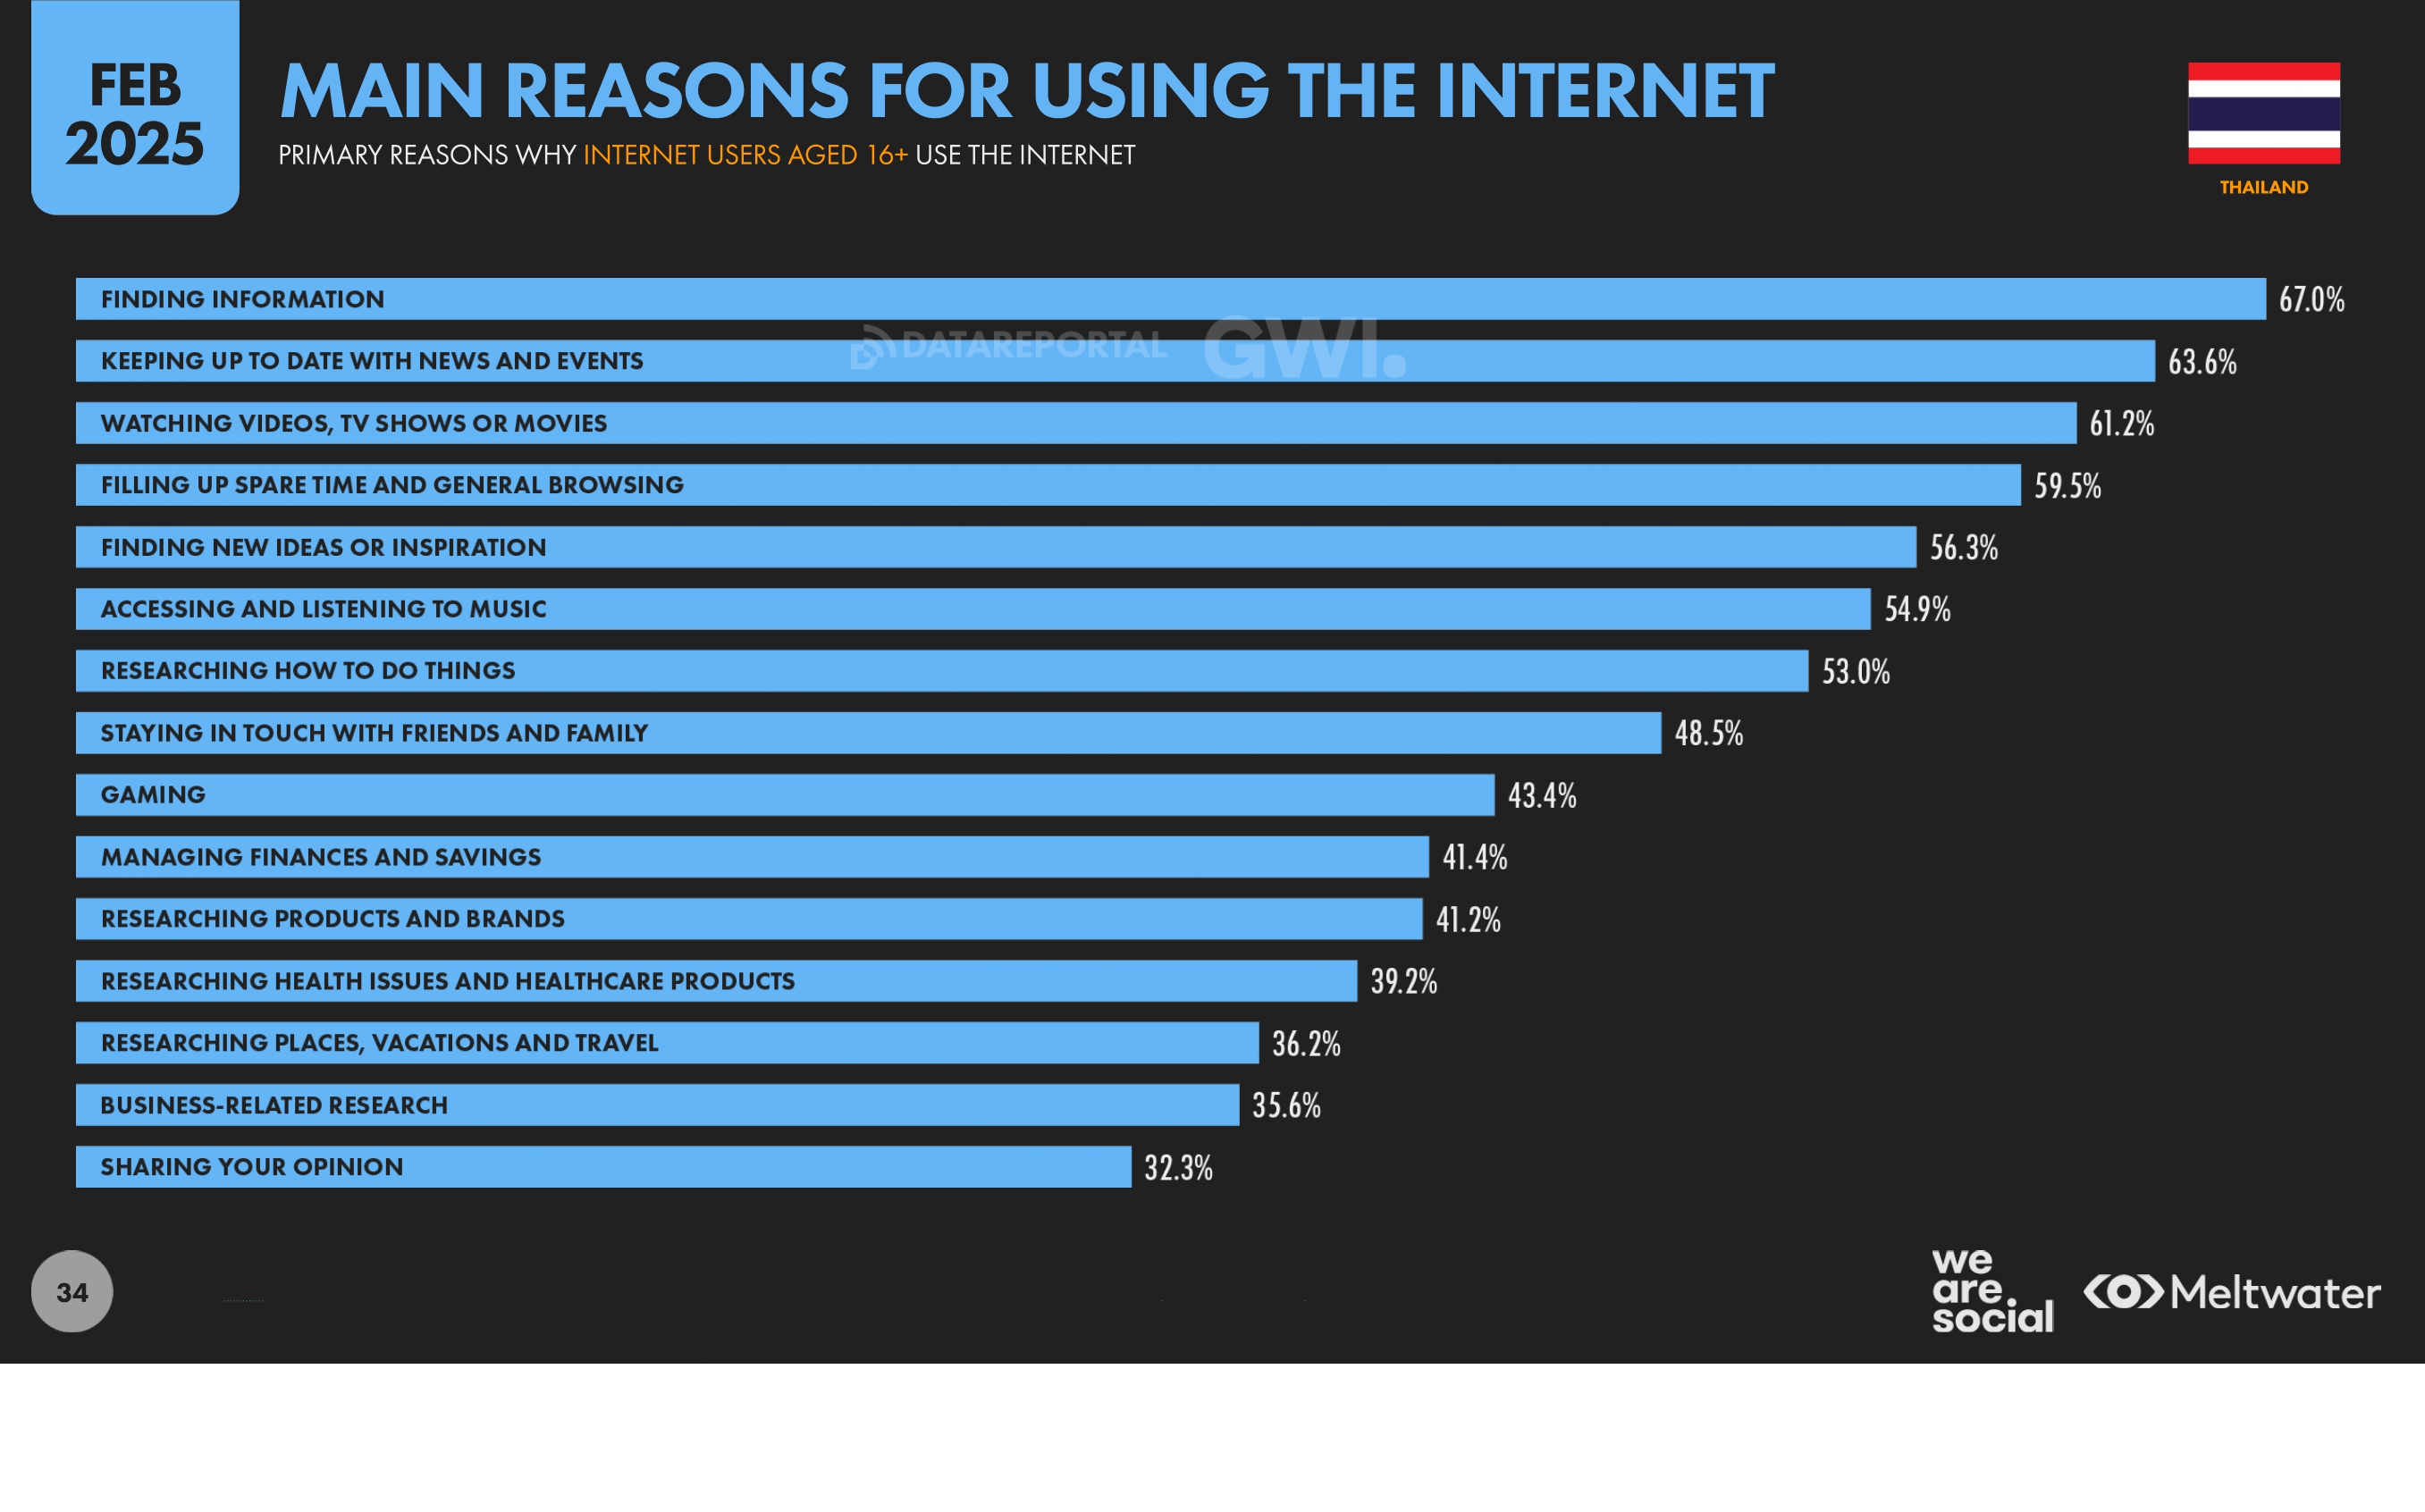 FEB
2025
MAIN REASONS FOR USING THE INTERNET
PRIMARY REASONS WHY INTERNET USERS AGED 16+ USE THE INTERNET
THAILAND
FINDING INFORMATION 67.0%
DATAREPORTAL GWI.
KEEPING UP TO DATE WITH NEWS AND EVENTS 63.6%
WATCHING VIDEOS, TV SHOWS OR MOVIES 61.2%
FILLING UP SPARE TIME AND GENERAL BROWSING 59.5%
FINDING NEW IDEAS OR INSPIRATION 56.3%
ACCESSING AND LISTENING TO MUSIC 54.9%
RESEARCHING HOW TO DO THINGS 53.0%
STAYING IN TOUCH WITH FRIENDS AND FAMILY 48.5%
GAMING 43.4%
MANAGING FINANCES AND SAVINGS 41.4%
RESEARCHING PRODUCTS AND BRANDS 41.2%
RESEARCHING HEALTH ISSUES AND HEALTHCARE PRODUCTS 39.2%
RESEARCHING PLACES, VACATIONS AND TRAVEL 36.2%
BUSINESS-RELATED RESEARCH 35.6%
SHARING YOUR OPINION 32.3%
34
we
are
social
Meltwater